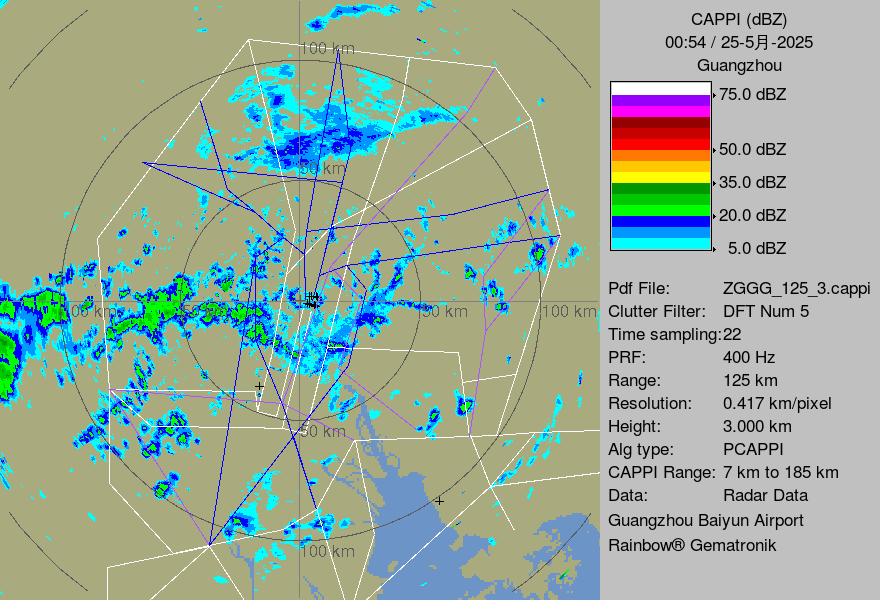 100 km
50 km
100 km
50 km
50 km
100 km
50 km
100 km
CAPPI (dBZ)
00:54 / 25-5月-2025
Guangzhou
75.0 dBZ
50.0 dBZ
35.0 dBZ
20.0 dBZ
5.0 dBZ
Pdf File: ZGGG_125_3.cappi
Clutter Filter: DFT Num 5
Time sampling:22
PRF: 400 Hz
Range: 125 km
Resolution: 0.417 km/pixel
Height: 3.000 km
Alg type: PCAPPI
CAPPI Range: 7 km to 185 km
Data: Radar Data
Guangzhou Baiyun Airport
Rainbow® Gematronik